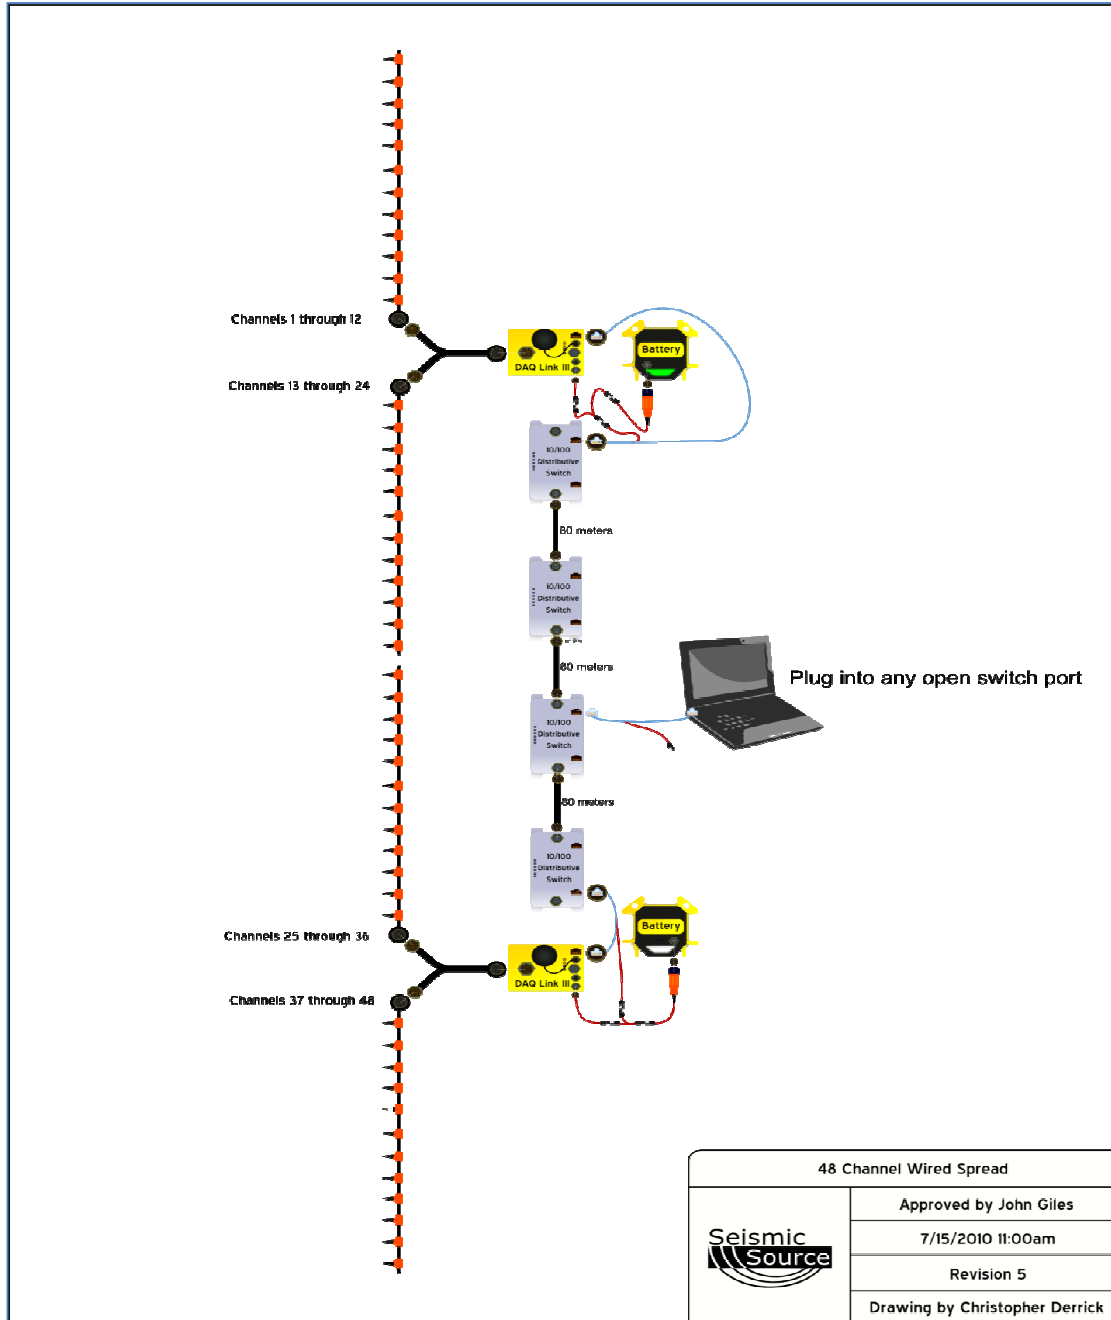 Channels 1 through 12
Channels 13 through 24
DAQ Link III
Battery
10/100
Distributive
Switch
80 meters
10/100
Distributive
Switch
80 meters
Plug into any open switch port
10/100
Distributive
Switch
80 meters
10/100
Distributive
Switch
Channels 25 through 36
Battery
DAQ Link III
Channels 37 through 48
48 Channel Wired Spread
Seismic
Source
Approved by John Giles
7/15/2010 11:00am
Revision 5
Drawing by Christopher Derrick